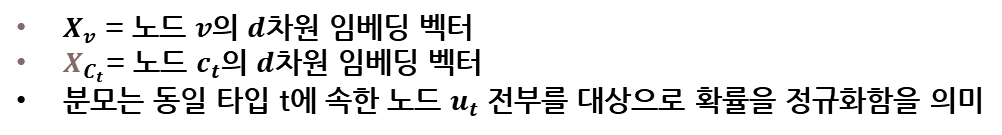 • X_v = 노드 v의 d차원 임베딩 벡터
• X_{C_t}= 노드 c_t의 d차원 임베딩 벡터
• 분모는 동일 타입 t에 속한 노드 u_t 전부를 대상으로 확률을 정규화함을 의미